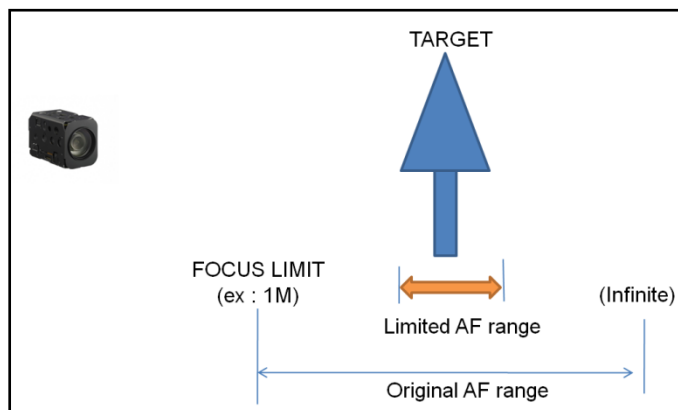 TARGET
FOCUS LIMIT
(ex : 1M)
(Infinite)
Limited AF range
Original AF range